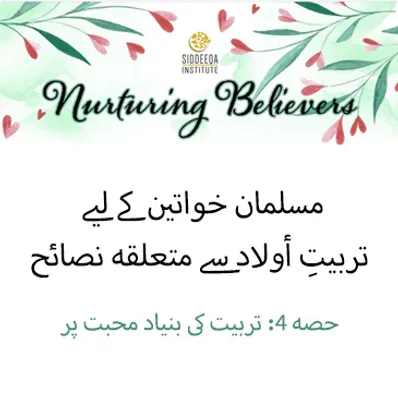 SIDDEEQA
INSTITUTE
Nurturing Believers
مسلمان خواتین کے لیے
تربیتِ أولاد سے متعلقہ نصائح
حصہ 4: تربیت کی بنیاد محبت پر